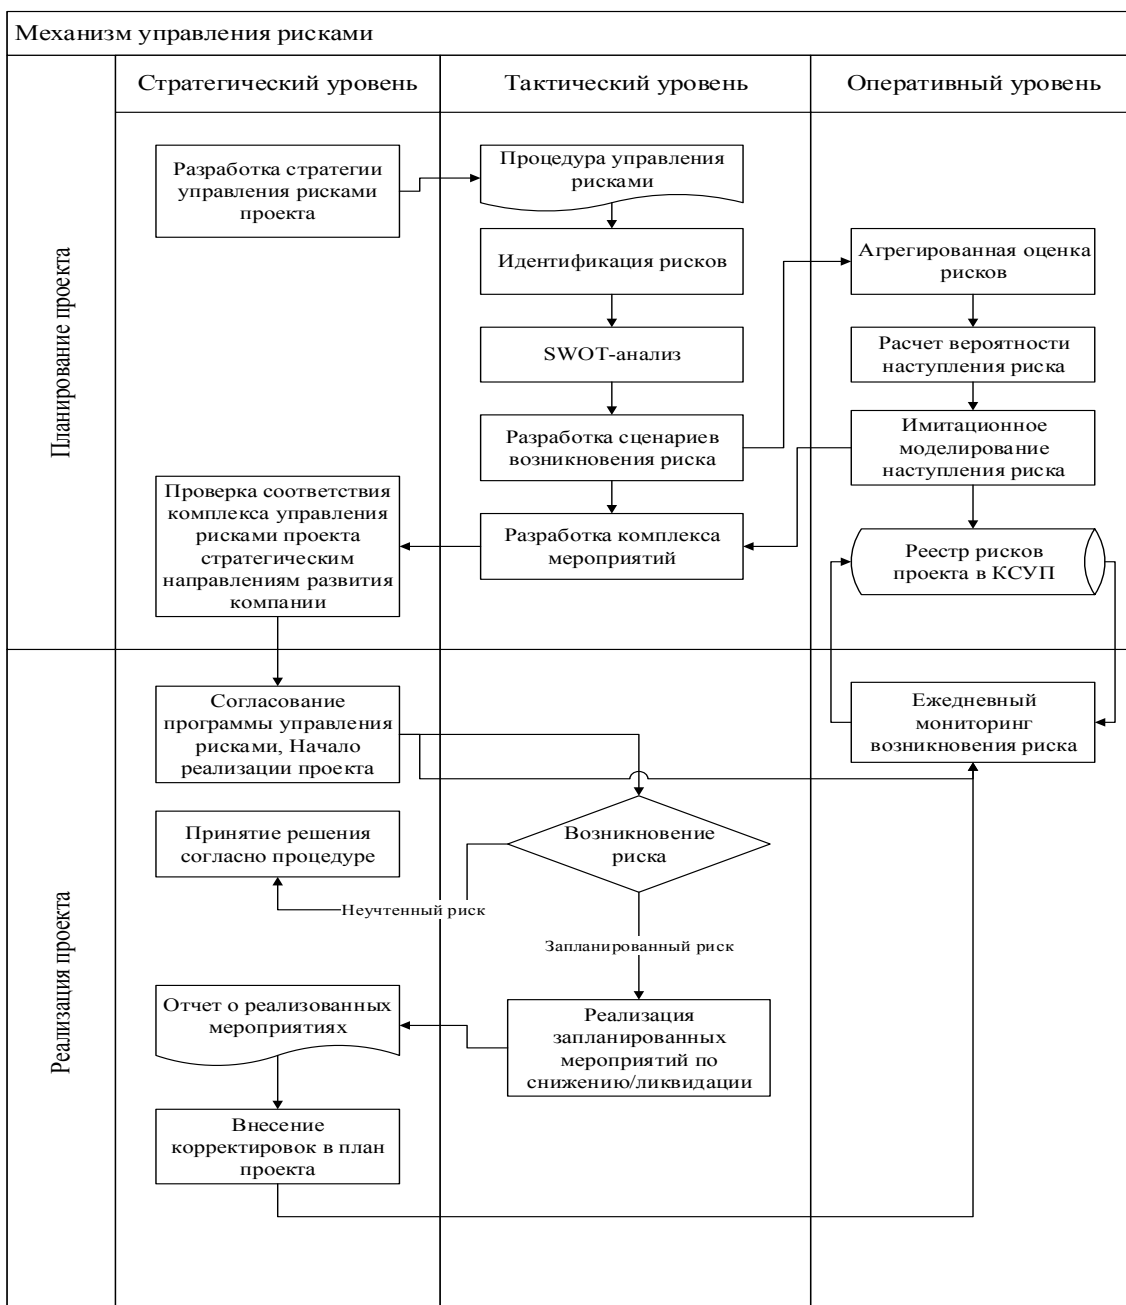 Механизм управления рисками
Стратегический уровень
Тактический уровень
Оперативный уровень
Планирование проекта
Разработка стратегии
управления рисками
проекта
Процедура управления
рисками
Идентификация рисков
Агрегированная оценка
рисков
SWOT-анализ
Расчет вероятности
наступления риска
Разработка сценариев
возникновения риска
Имитационное
моделирование
наступления риска
Проверка соответствия
комплекса управления
рисками проекта
стратегическим
направлениям развития
компании
Разработка комплекса
мероприятий
Реестр рисков
проекта в КСУП
Реализация проекта
Согласование
программы управления
рисками, Начало
реализации проекта
Ежедневный
мониторинг
возникновения риска
Принятие решения
согласно процедуре
Возникновение
риска
Неучтенный риск
Запланированный риск
Отчет о реализованных
мероприятиях
Реализация
запланированных
мероприятий по
снижению/ликвидации
Внесение
корректировок в план
проекта